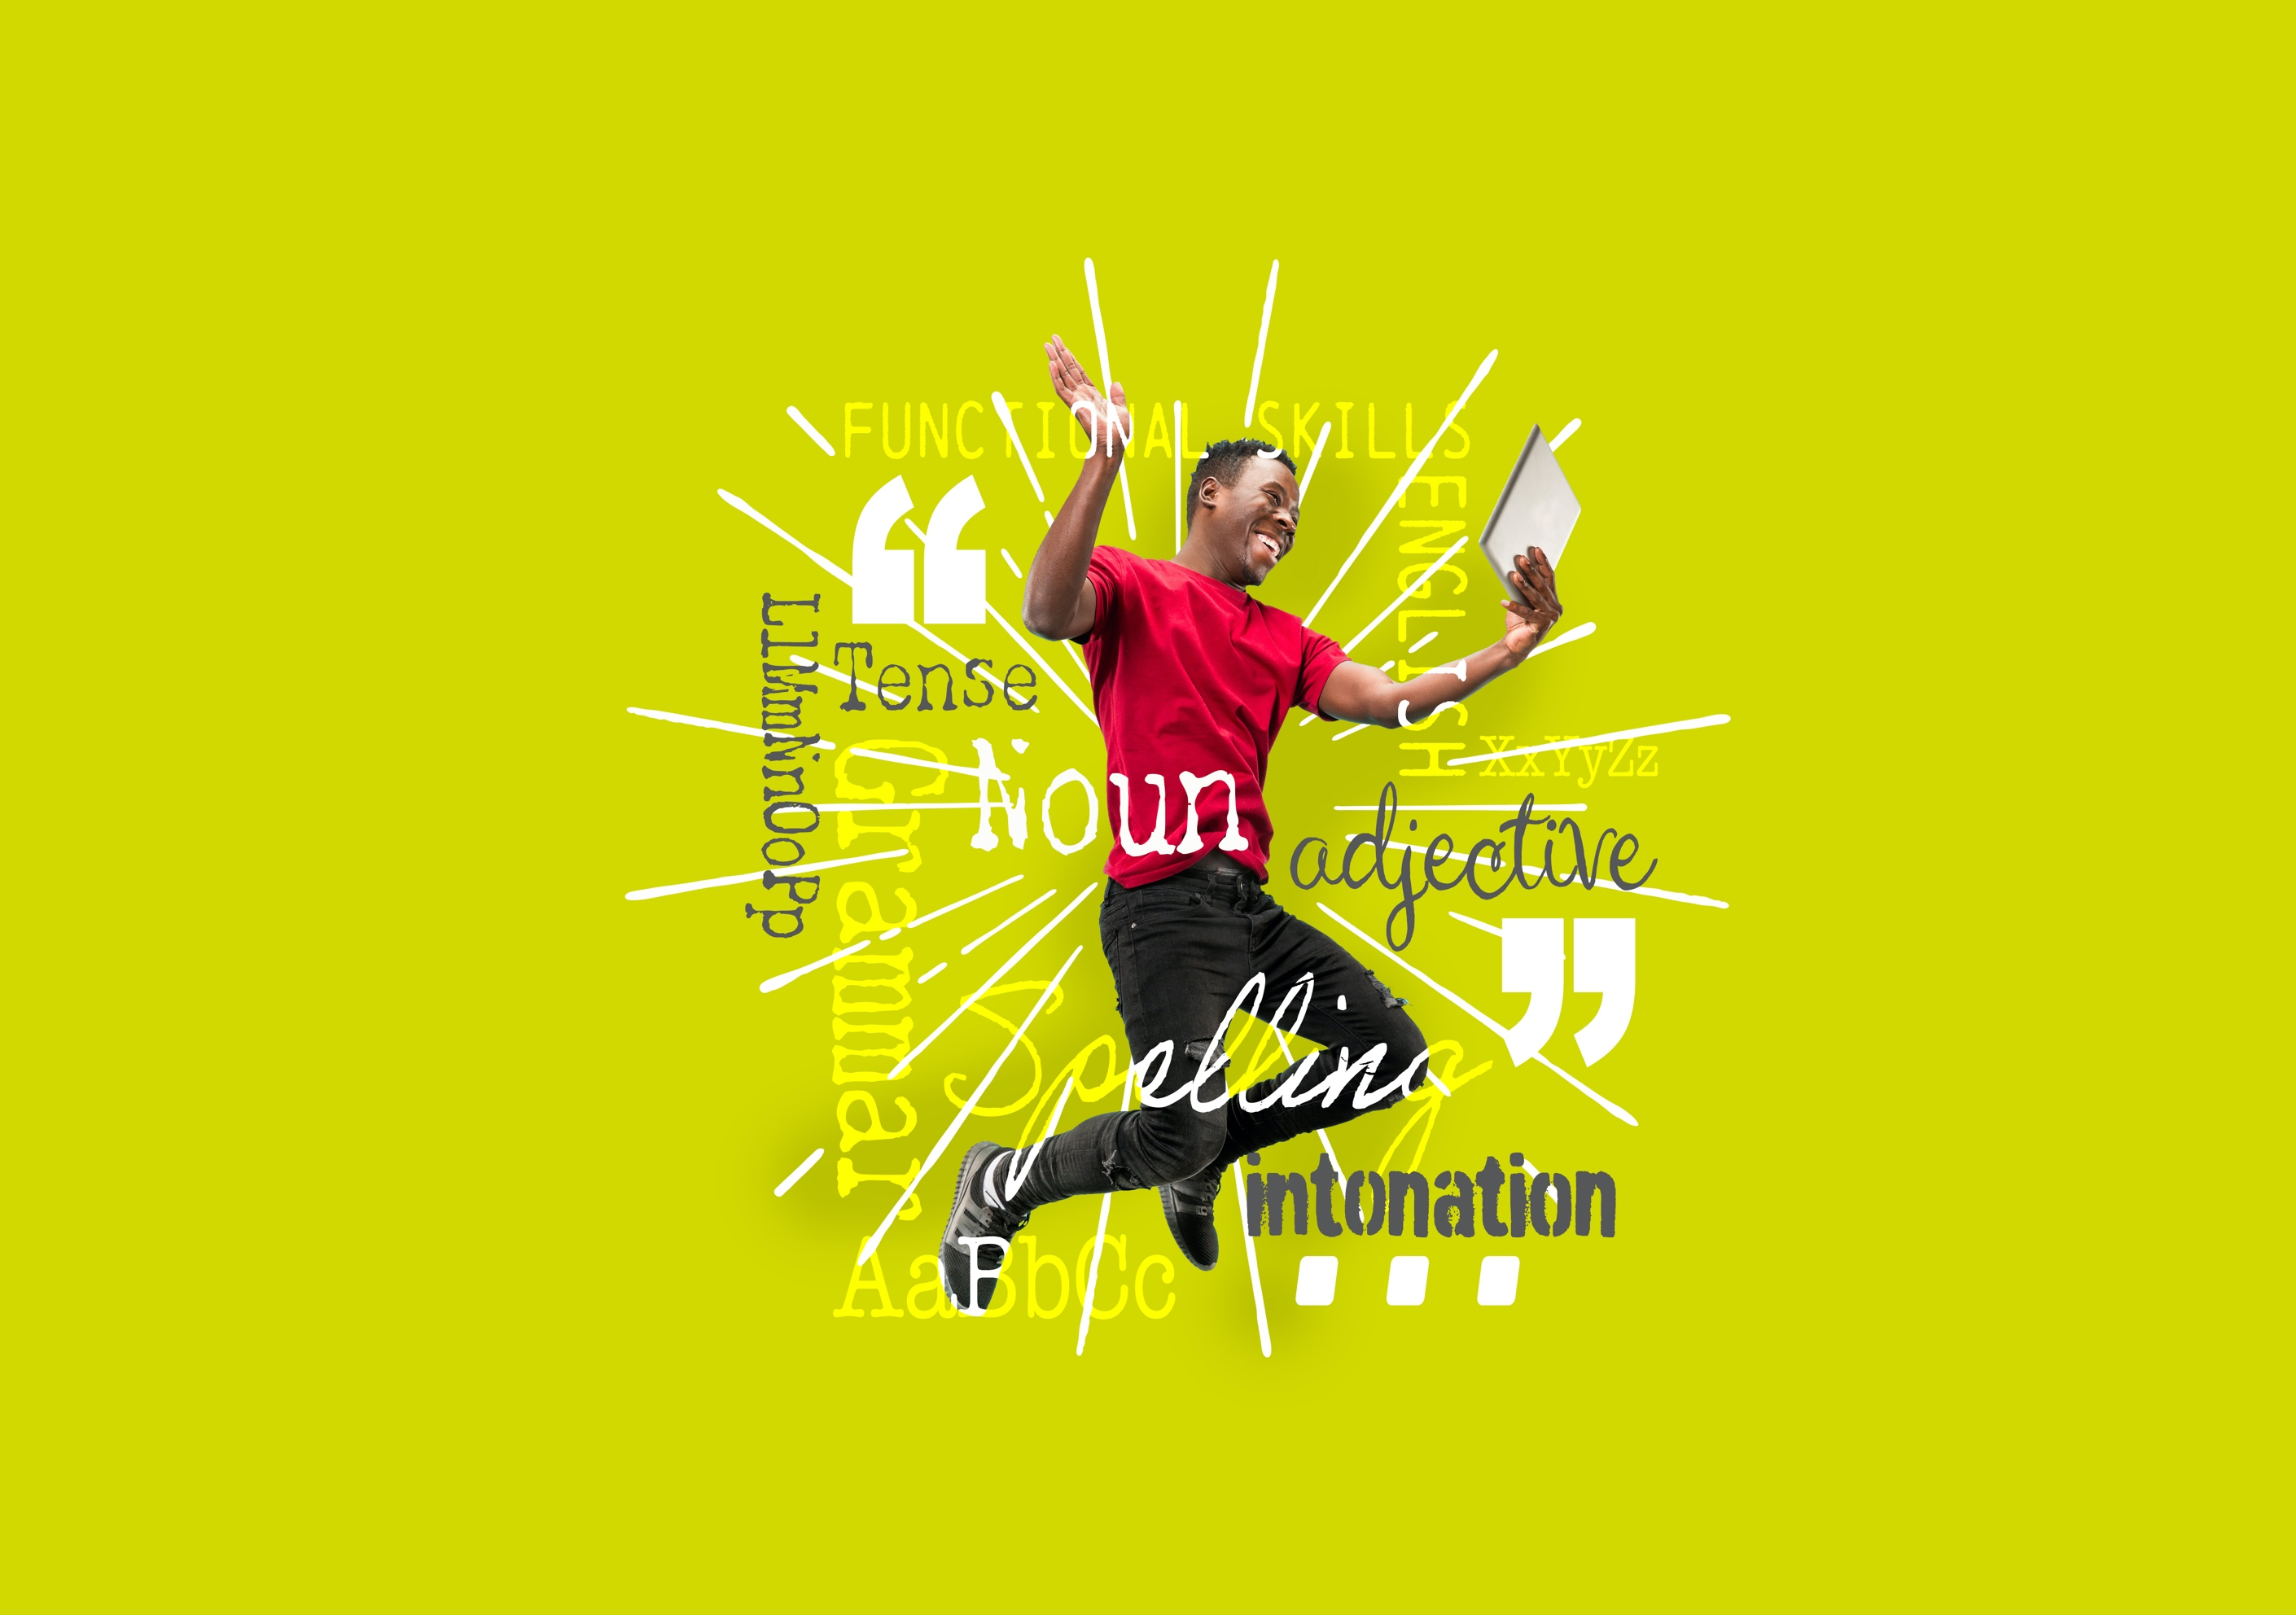 FUNCTIONAL SKILLS
ENGLISH
“
Tense
LlMmNnOoPp
Grammar
Noun
XxYyZz
adjective
”
Spelling
intonation
...
AaBbCc